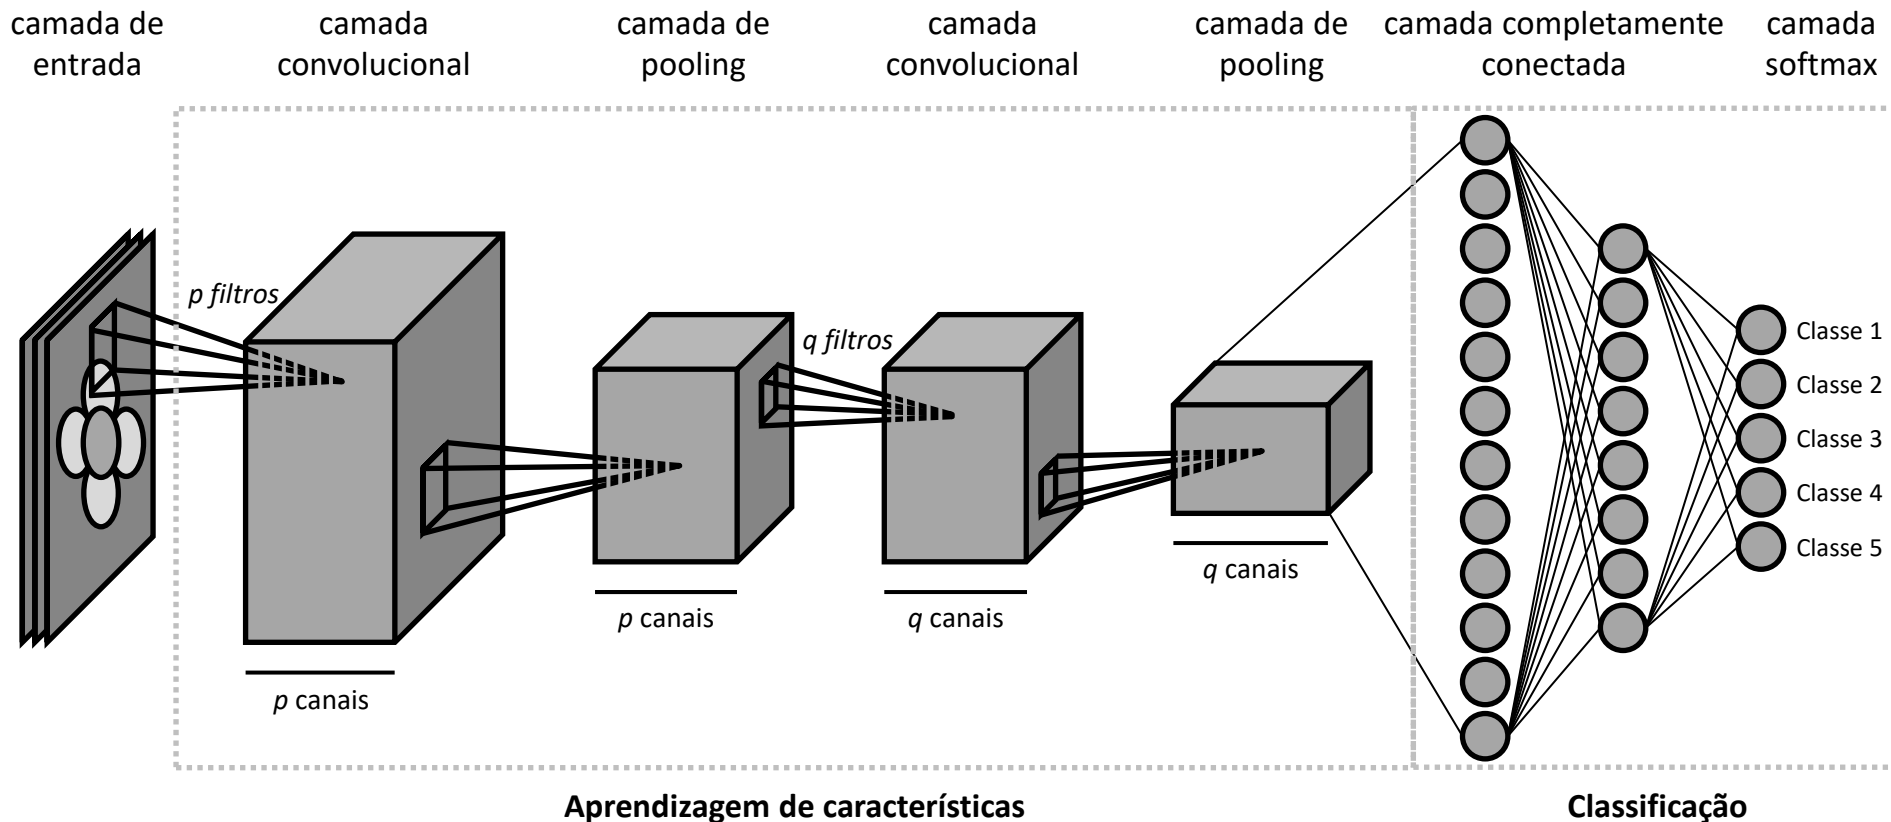 camada de
entrada
camada
convolucional
camada de
pooling
camada
convolucional
camada de
pooling
camada completamente
conectada
camada
softmax
p filtros
q filtros
p canais
p canais
q canais
q canais
Classe 1
Classe 2
Classe 3
Classe 4
Classe 5
Aprendizagem de características
Classificação